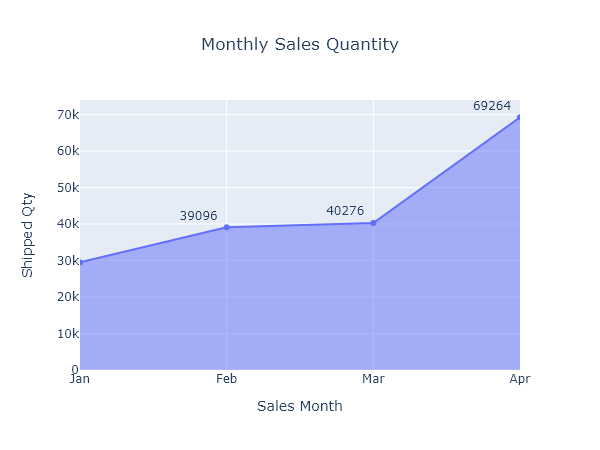 Monthly Sales Quantity
69264
70k
60k
50k
40276
39096
40k
30k
20k
10k
0
Jan Feb Mar Apr
Sales Month
Shipped Qty